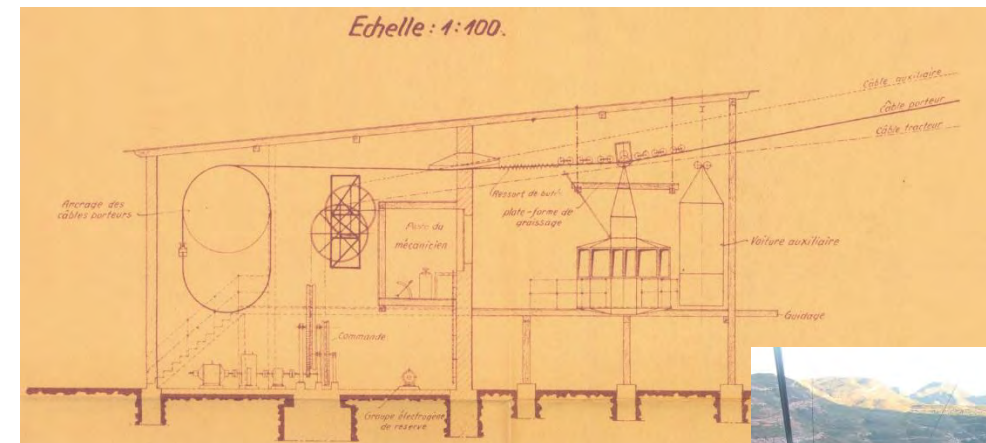 Echelle : 1:100.
Câble auxiliaire
Câble porteur
Câble tracteur
Ancrage des
câbles porteurs
Ressort de butée
plate-forme de
graissage
Poste du
mécanicien
Voiture auxiliaire
Guidage
Commande
Groupe électrogène
de réserve